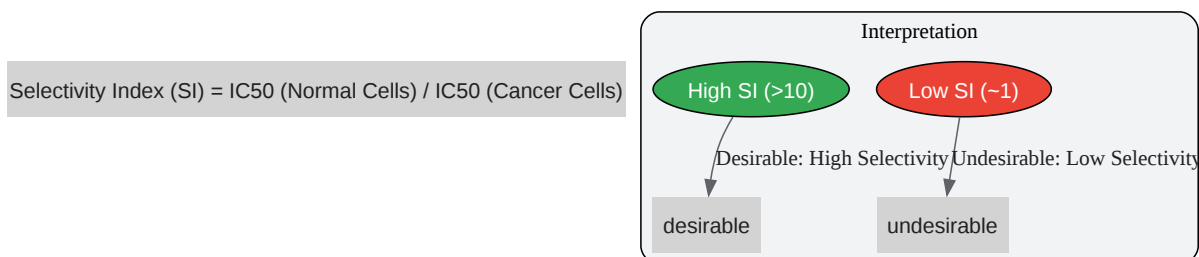 Interpretation
Selectivity Index (SI) = IC50 (Normal Cells) / IC50 (Cancer Cells)
High SI (>10)
Low SI (~1)
Desirable: High Selectivity
Undesirable: Low Selectivity
desirable
undesirable